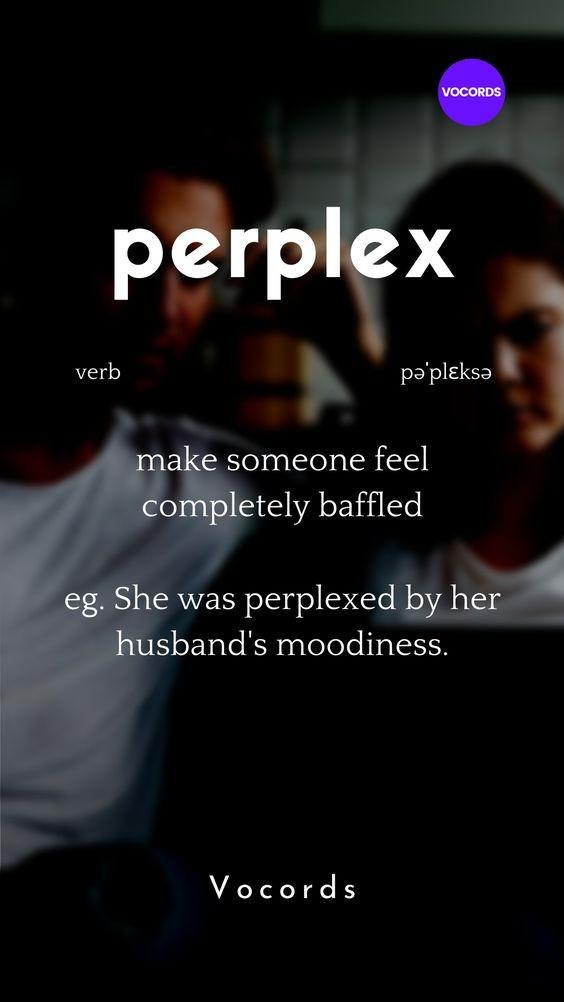 VOCORDS
perplex
verb
pəˈplɛksə
make someone feel
completely baffled
eg. She was perplexed by her
husband's moodiness.
Vocords